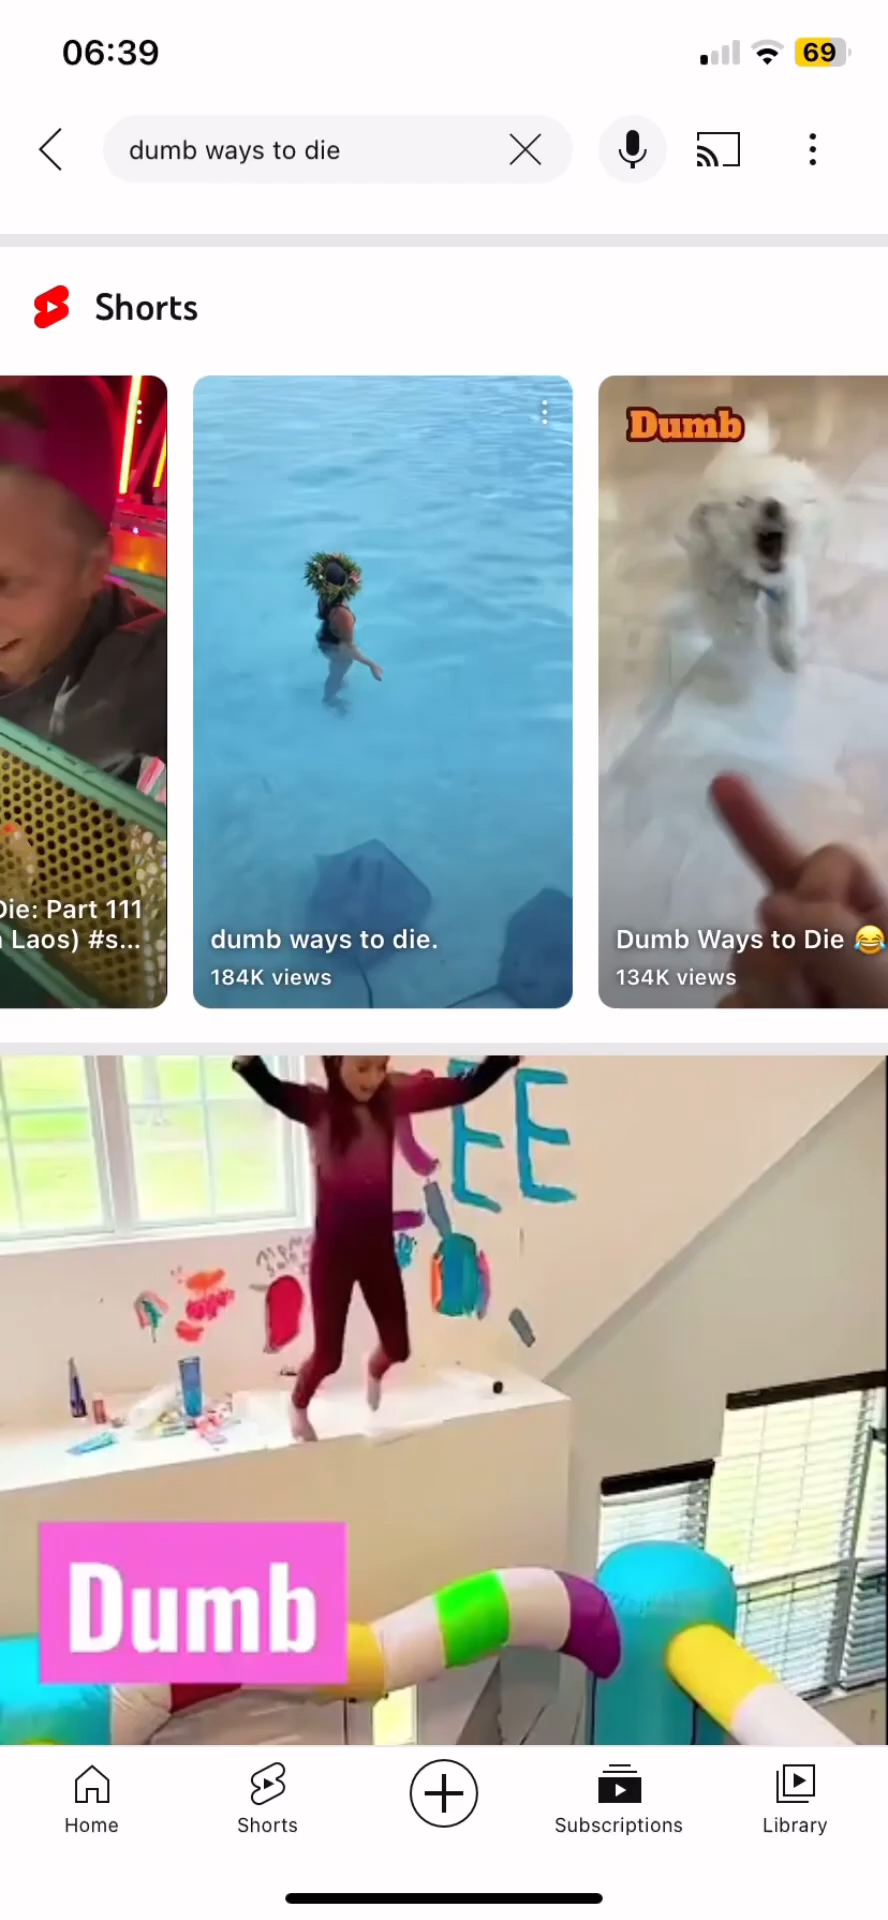 06:39
69
dumb ways to die
Shorts
Die: Part 111
Laos) #s...
dumb ways to die.
184K views
Dumb
Dumb Ways to Die 😂
134K views
EE
Dumb
Home
Shorts
Subscriptions
Library